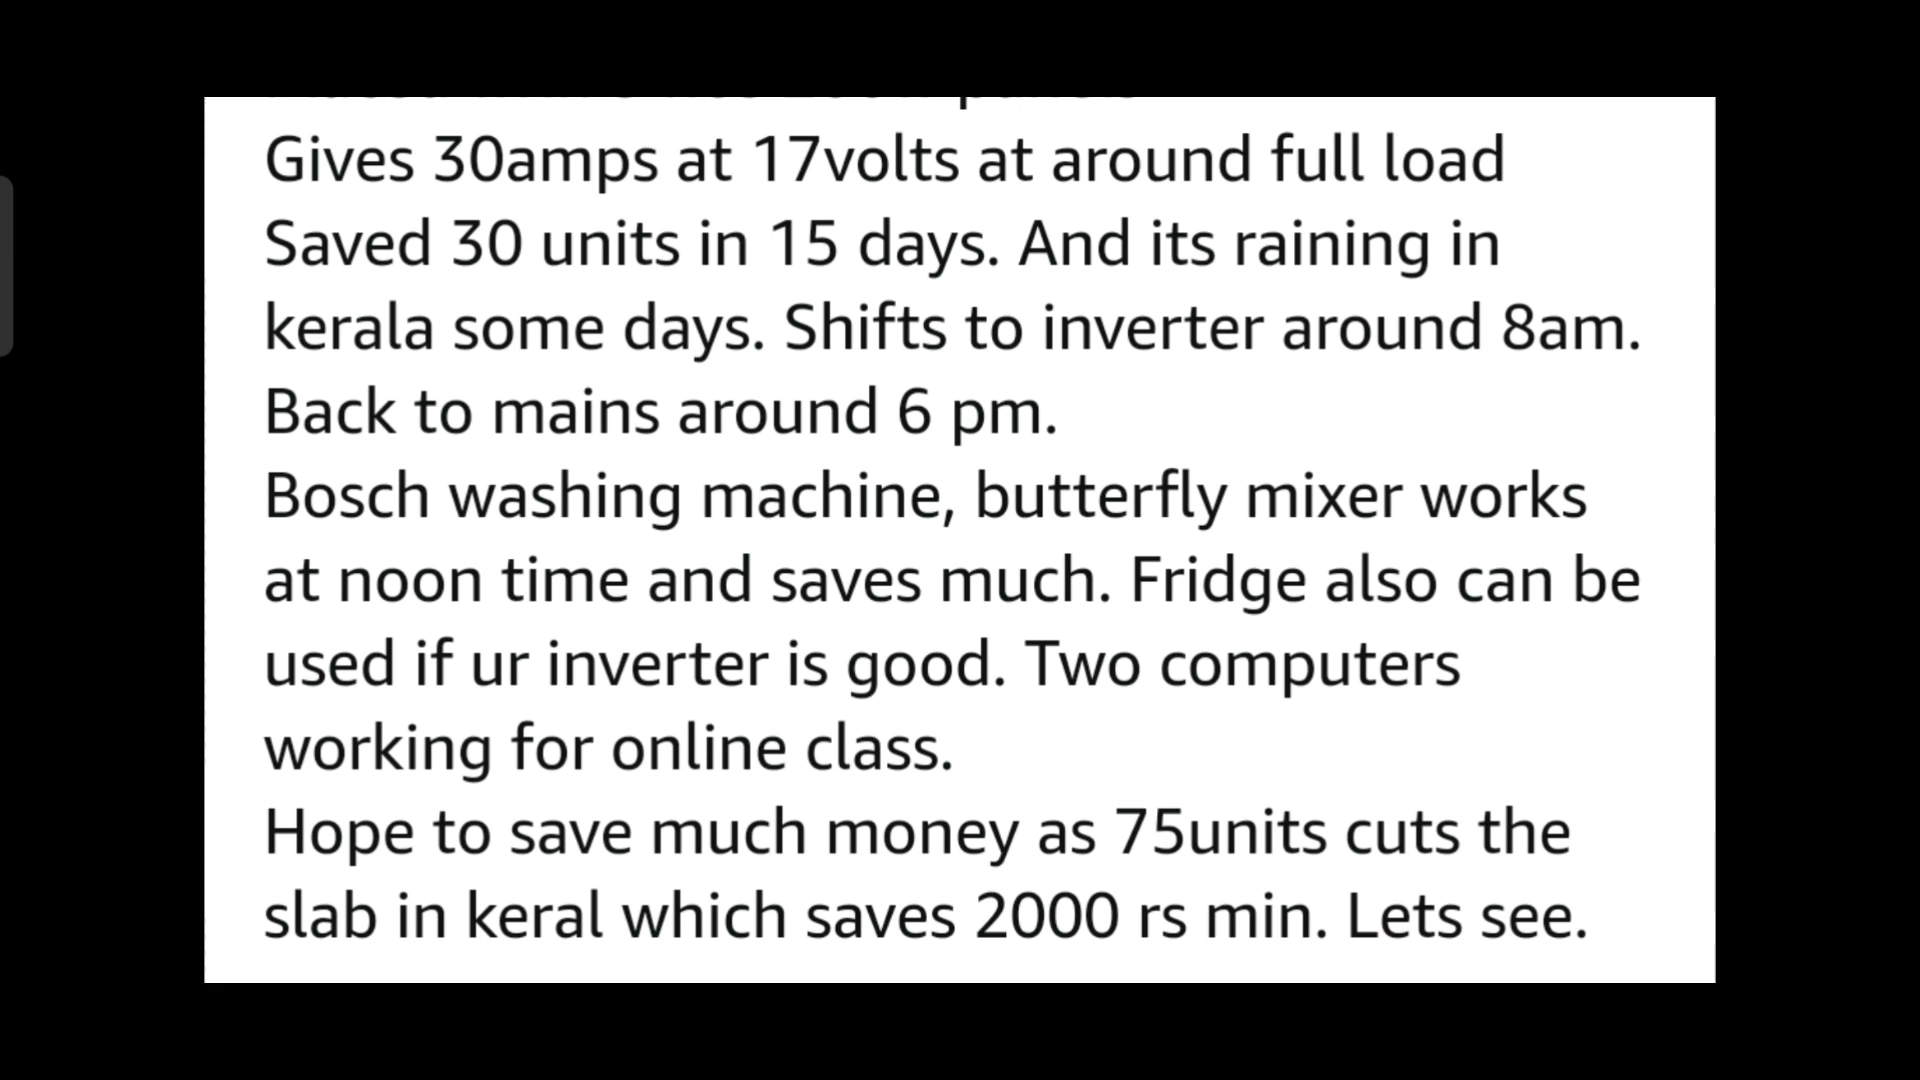 Gives 30amps at 17volts at around full load
Saved 30 units in 15 days. And its raining in
kerala some days. Shifts to inverter around 8am.
Back to mains around 6 pm.
Bosch washing machine, butterfly mixer works
at noon time and saves much. Fridge also can be
used if ur inverter is good. Two computers
working for online class.
Hope to save much money as 75units cuts the
slab in keral which saves 2000 rs min. Lets see.